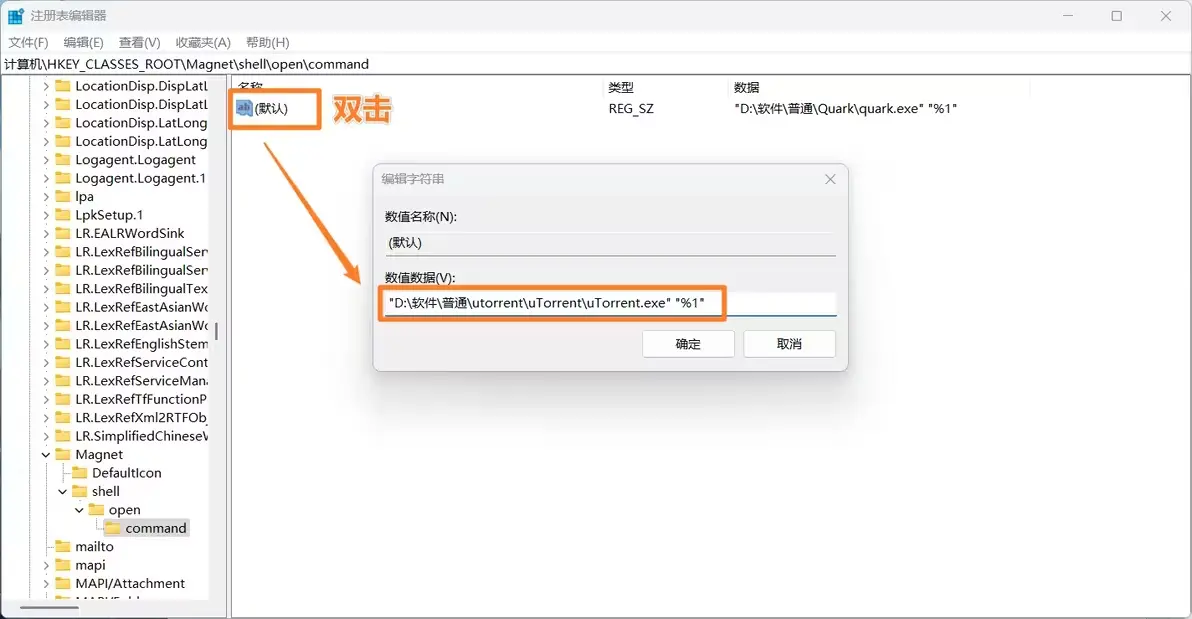 注册表编辑器
文件(F) 编辑(E) 查看(V) 收藏夹(A) 帮助(H)
计算机\HKEY_CLASSES_ROOT\Magnet\shell\open\command
LocationDisp.DispLatL
LocationDisp.DispLatL
LocationDisp.LatLong
LocationDisp.LatLong
Logagent.Logagent
Logagent.Logagent.1
lpa
LpkSetup.1
LR.EALRWordSink
LR.LexRefBilingualSer
LR.LexRefBilingualSer
LR.LexRefBilingualTex
LR.LexRefEastAsianWo
LR.LexRefEastAsianWo
LR.LexRefEnglishStem
LR.LexRefServiceCont
LR.LexRefServiceMana
LR.LexRefTfFunctionP
LR.LexRefXml2RTFOb
LR.SimplifiedChineseW
Magnet
DefaultIcon
shell
open
command
mailto
mapi
MAPI/Attachment
名称 类型 数据
ab (默认) REG_SZ "D:\软件\普通\Quark\quark.exe" "%1"
双击
编辑字符串
数值名称(N):
(默认)
数值数据(V):
"D:\软件\普通\utorrent\uTorrent\uTorrent.exe" "%1"
确定 取消